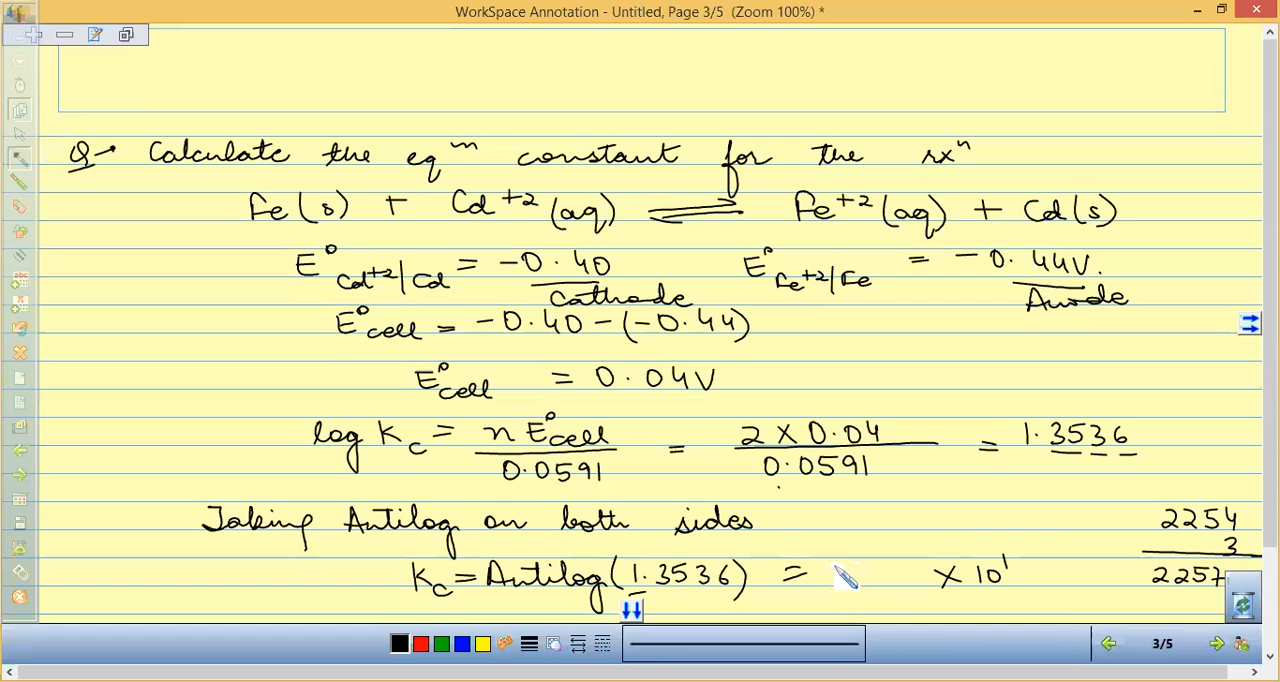 WorkSpace Annotation - Untitled, Page 3/5 (Zoom 100%) *
Q→ Calculate the eqᵐ constant for the rxⁿ
Fe(s) + Cd⁺²(aq) ⇌ Fe⁺²(aq) + Cd(s)
E°Cd⁺²/Cd = -0.40 E°Fe⁺²/Fe = -0.44V.
Cathode Anode
E°cell = -0.40-(-0.44)
E°cell = 0.04V
log Kc = nE°cell / 0.0591 = 2 X 0.04 / 0.0591 = 1.3536
Taking Antilog on both sides 2254
3
Kc = Antilog(1.3536) = X 10¹ 2257
3/5